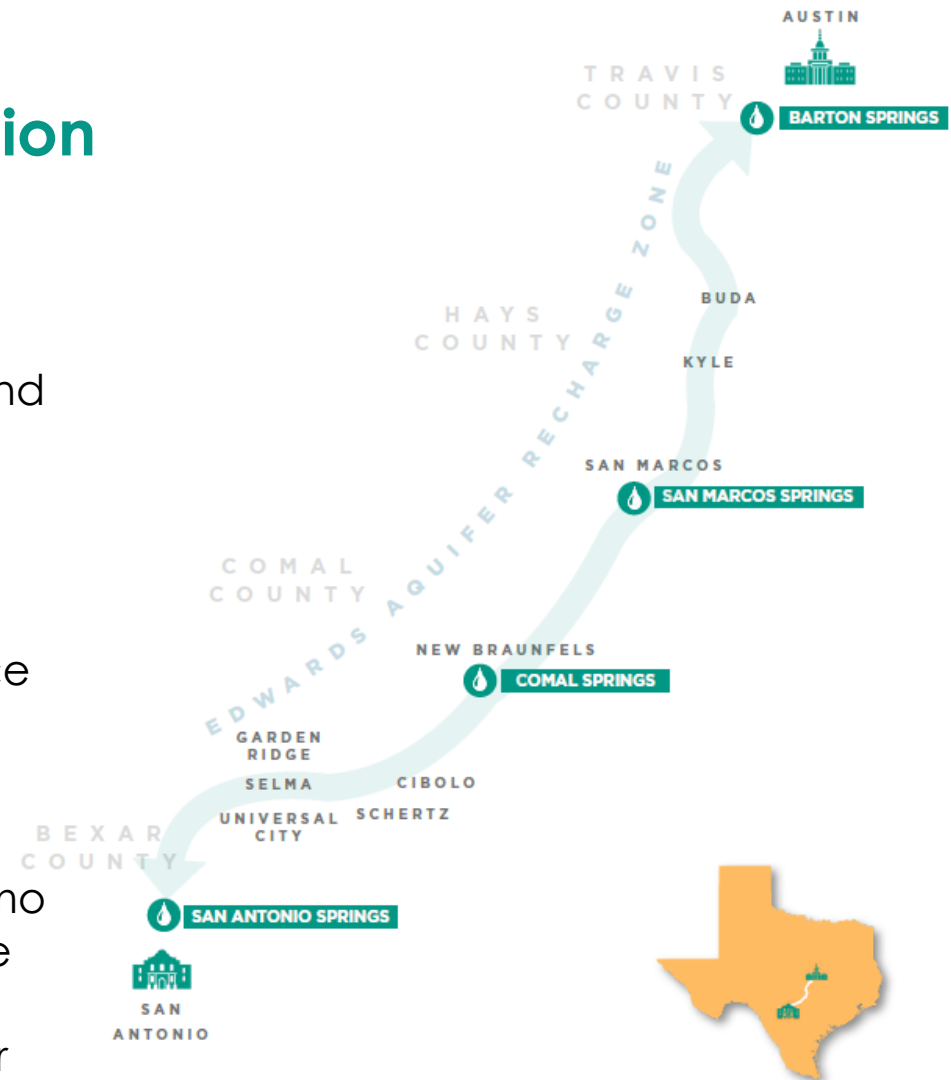 AUSTIN
TRAVIS
COUNTY
BARTON SPRINGS
ion
EDWARDS AQUIFER RECHARGE ZONE
BUDA
HAYS
COUNTY
KYLE
nd
SAN MARCOS
SAN MARCOS SPRINGS
COMAL
COUNTY
NEW BRAUNFELS
COMAL SPRINGS
ce
GARDEN
RIDGE
SELMA
CIBOLO
UNIVERSAL
CITY
SCHERTZ
BEXAR
COUNTY
no
SAN ANTONIO SPRINGS
e
SAN
ANTONIO
r